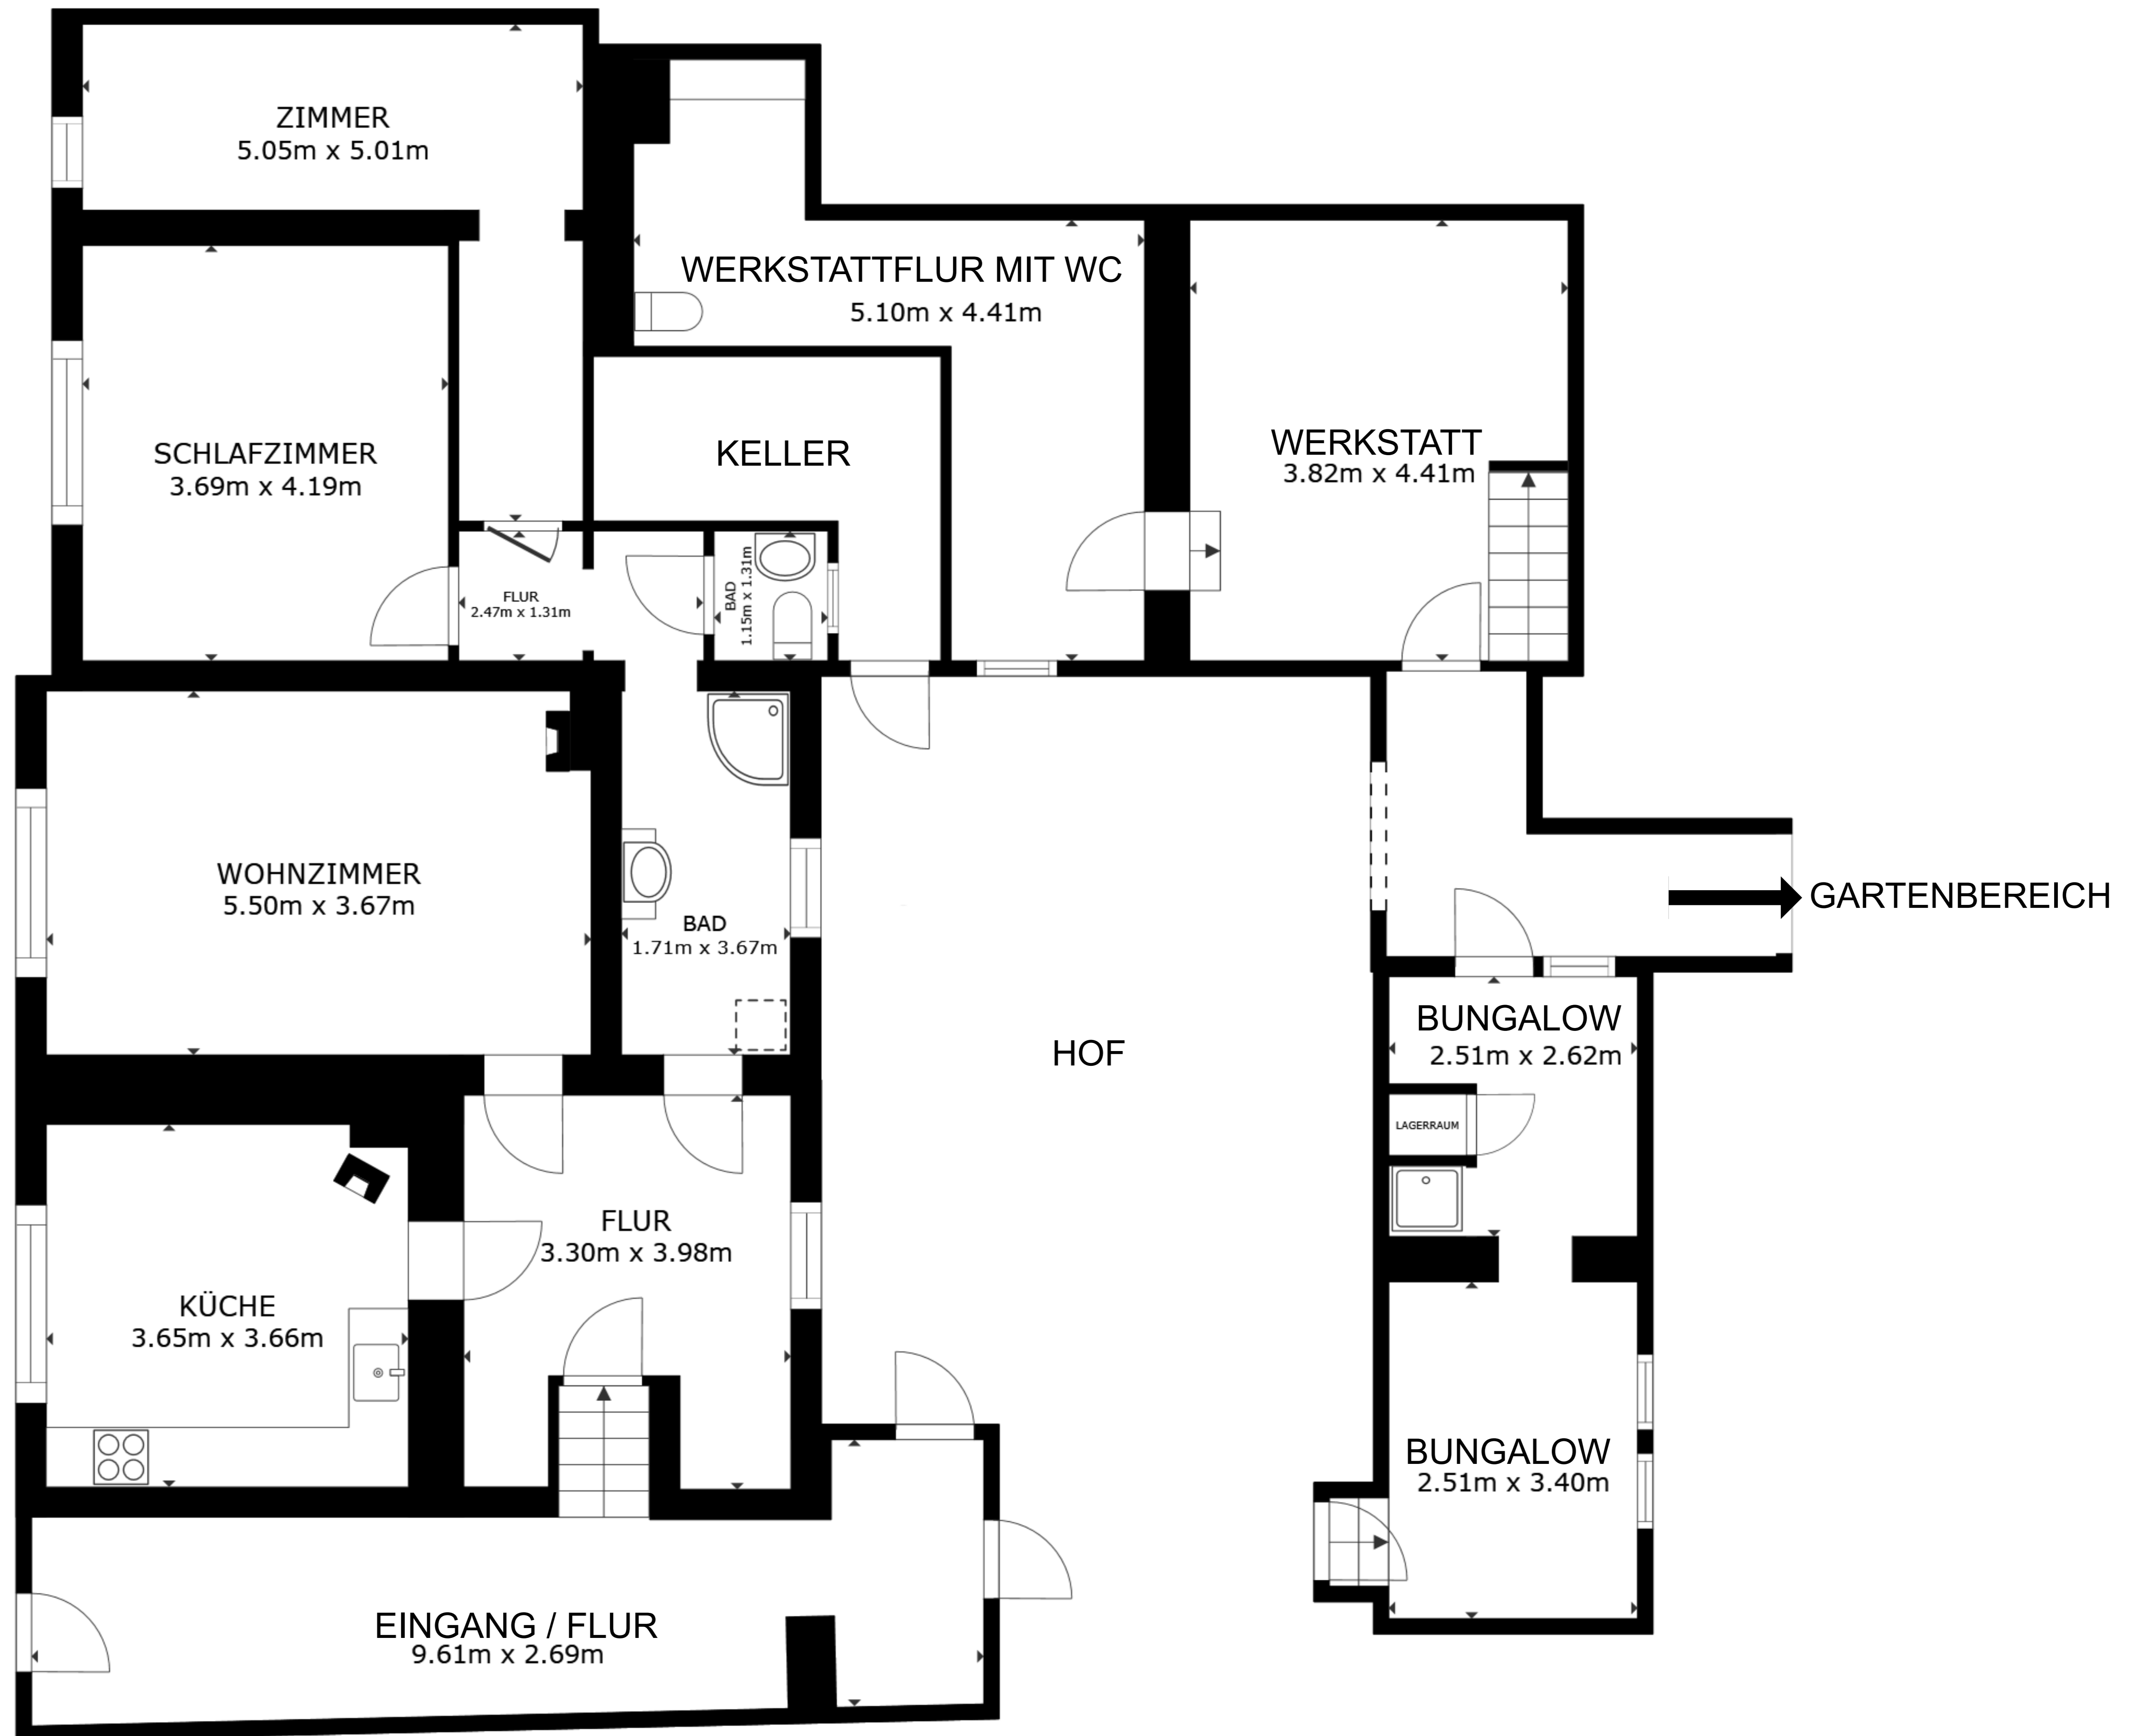 ZIMMER
5.05m x 5.01m
WERKSTATTFLUR MIT WC
5.10m x 4.41m
SCHLAFZIMMER
3.69m x 4.19m
KELLER
WERKSTATT
3.82m x 4.41m
FLUR
2.47m x 1.31m
BAD
1.15m x 1.31m
WOHNZIMMER
5.50m x 3.67m
BAD
1.71m x 3.67m
GARTENBEREICH
HOF
BUNGALOW
2.51m x 2.62m
LAGERRAUM
FLUR
3.30m x 3.98m
KÜCHE
3.65m x 3.66m
BUNGALOW
2.51m x 3.40m
EINGANG / FLUR
9.61m x 2.69m